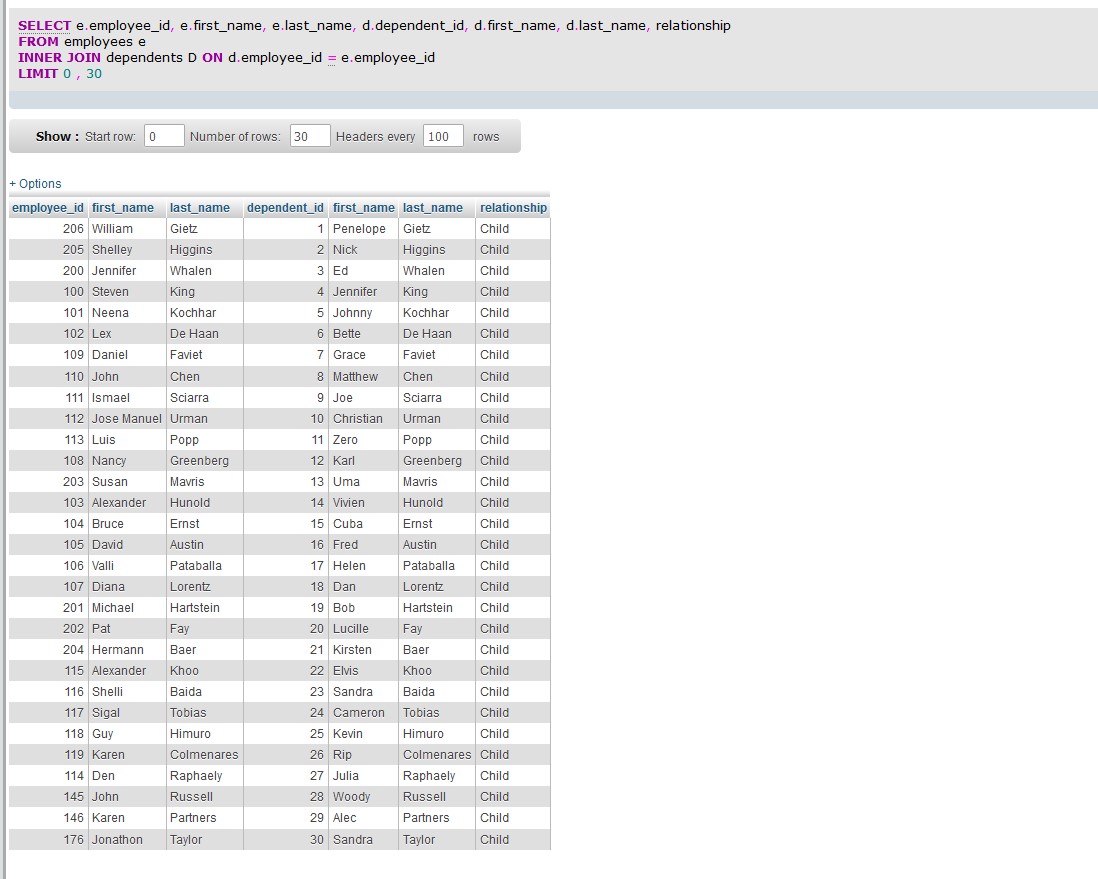 SELECT e.employee_id, e.first_name, e.last_name, d.dependent_id, d.first_name, d.last_name, relationship
FROM employees e
INNER JOIN dependents D ON d.employee_id = e.employee_id
LIMIT 0 , 30
Show : Start row: 0 Number of rows: 30 Headers every 100 rows
+ Options
employee_id first_name last_name dependent_id first_name last_name relationship
206 William Gietz 1 Penelope Gietz Child
205 Shelley Higgins 2 Nick Higgins Child
200 Jennifer Whalen 3 Ed Whalen Child
100 Steven King 4 Jennifer King Child
101 Neena Kochhar 5 Johnny Kochhar Child
102 Lex De Haan 6 Bette De Haan Child
109 Daniel Faviet 7 Grace Faviet Child
110 John Chen 8 Matthew Chen Child
111 Ismael Sciarra 9 Joe Sciarra Child
112 Jose Manuel Urman 10 Christian Urman Child
113 Luis Popp 11 Zero Popp Child
108 Nancy Greenberg 12 Karl Greenberg Child
203 Susan Mavris 13 Uma Mavris Child
103 Alexander Hunold 14 Vivien Hunold Child
104 Bruce Ernst 15 Cuba Ernst Child
105 David Austin 16 Fred Austin Child
106 Valli Pataballa 17 Helen Pataballa Child
107 Diana Lorentz 18 Dan Lorentz Child
201 Michael Hartstein 19 Bob Hartstein Child
202 Pat Fay 20 Lucille Fay Child
204 Hermann Baer 21 Kirsten Baer Child
115 Alexander Khoo 22 Elvis Khoo Child
116 Shelli Baida 23 Sandra Baida Child
117 Sigal Tobias 24 Cameron Tobias Child
118 Guy Himuro 25 Kevin Himuro Child
119 Karen Colmenares 26 Rip Colmenares Child
114 Den Raphaely 27 Julia Raphaely Child
145 John Russell 28 Woody Russell Child
146 Karen Partners 29 Alec Partners Child
176 Jonathon Taylor 30 Sandra Taylor Child